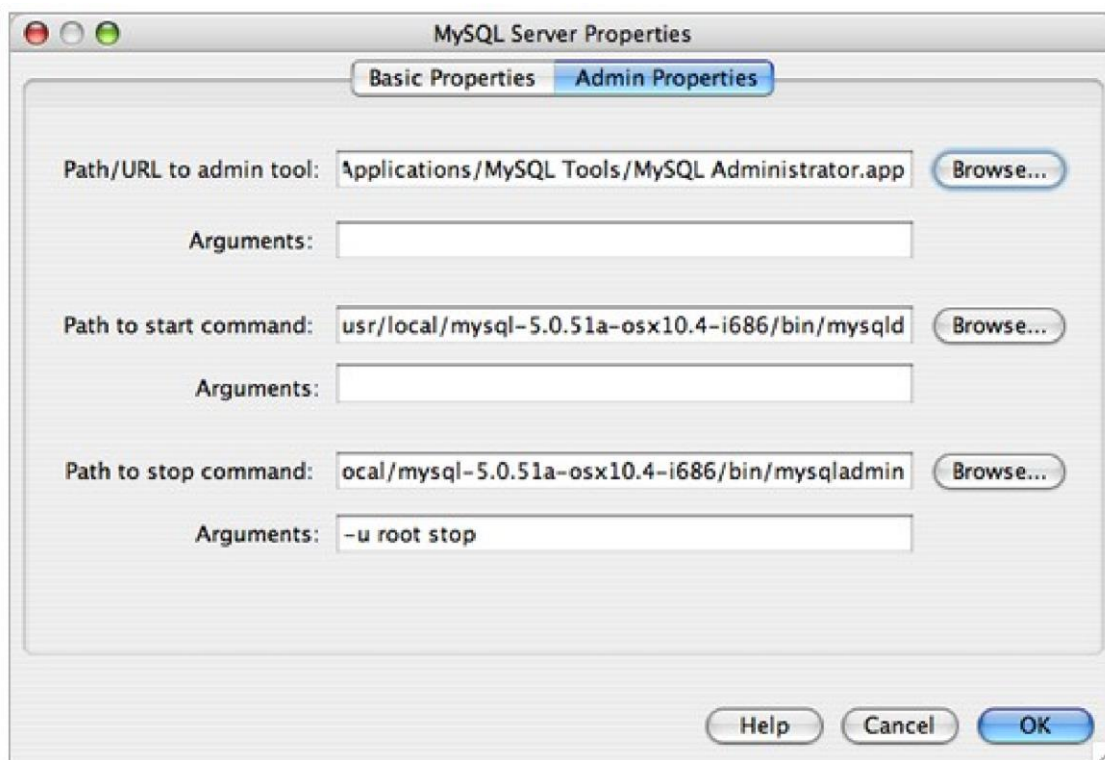 MySQL Server Properties
Basic Properties Admin Properties
Path/URL to admin tool: Applications/MySQL Tools/MySQL Administrator.app Browse...
Arguments:
Path to start command: usr/local/mysql-5.0.51a-osx10.4-i686/bin/mysqld Browse...
Arguments:
Path to stop command: ocal/mysql-5.0.51a-osx10.4-i686/bin/mysqladmin Browse...
Arguments: -u root stop
Help Cancel OK